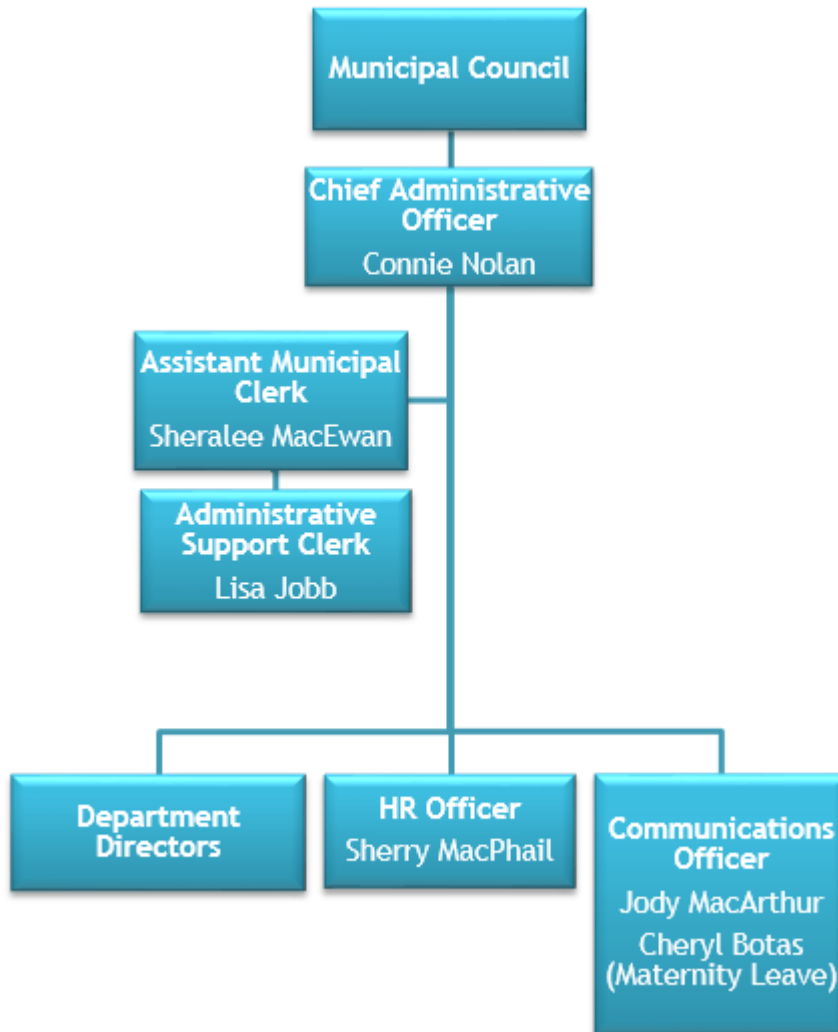 Municipal Council
Chief Administrative
Officer
Connie Nolan
Assistant Municipal
Clerk
Sheralee MacEwan
Administrative
Support Clerk
Lisa Jobb
Department
Directors
HR Officer
Sherry MacPhail
Communications
Officer
Jody MacArthur
Cheryl Botas
(Maternity Leave)